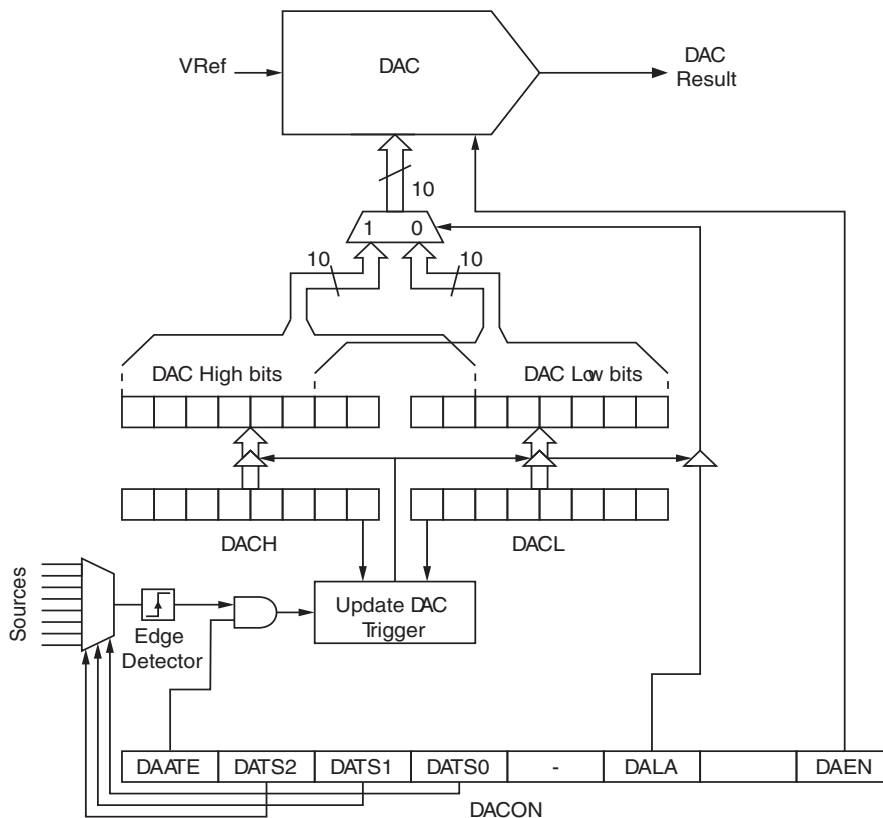 VRef
DAC
DAC
Result
10
1 0
10
10
DAC High bits
DAC Low bits
DACH
DACL
Sources
Edge
Detector
Update DAC
Trigger
DAATE DATS2 DATS1 DATS0 - DALA DAEN
DACON